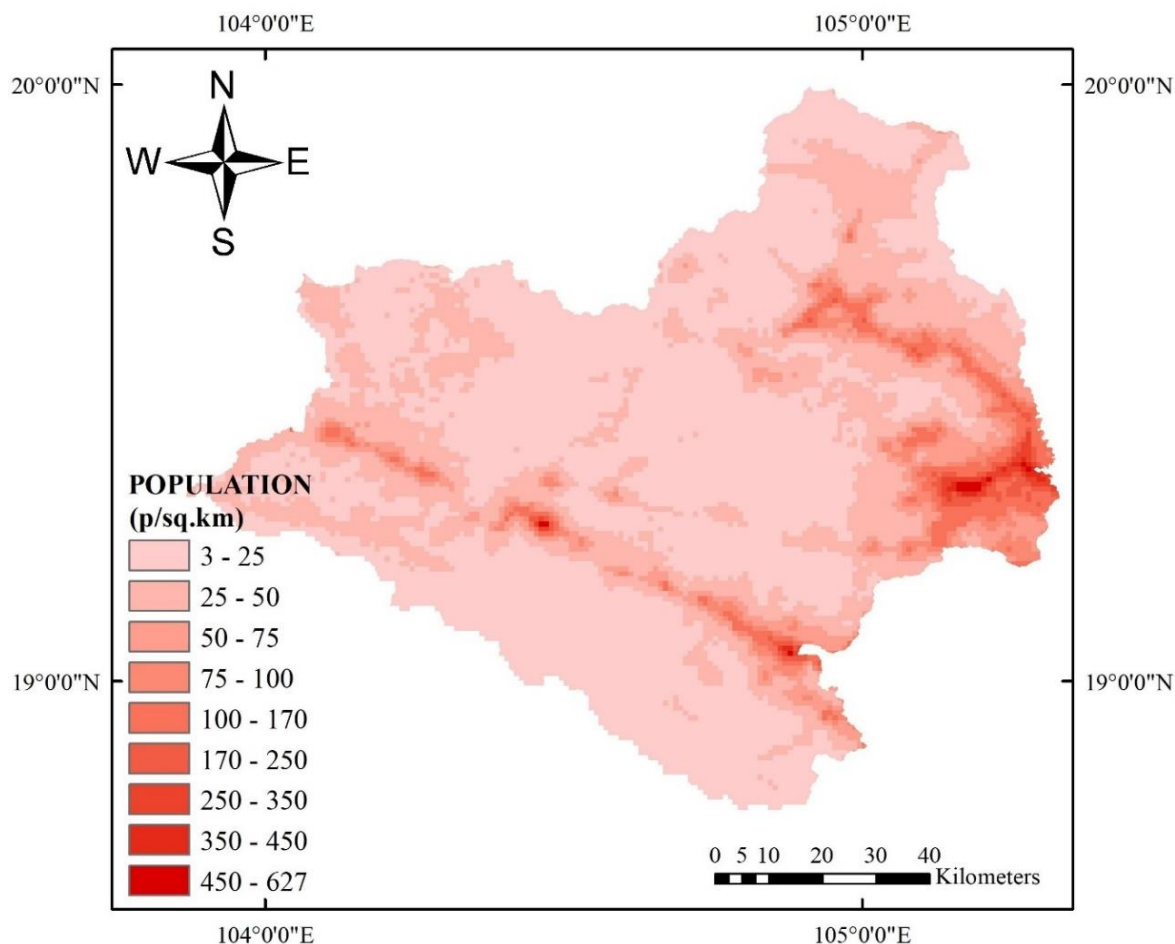 104°0'0"E 105°0'0"E
20°0'0"N 20°0'0"N
N
W E
S
POPULATION
(p/sq.km)
3 - 25
25 - 50
50 - 75
75 - 100
100 - 170
170 - 250
250 - 350
350 - 450
450 - 627
19°0'0"N 19°0'0"N
0 5 10 20 30 40
Kilometers
104°0'0"E 105°0'0"E